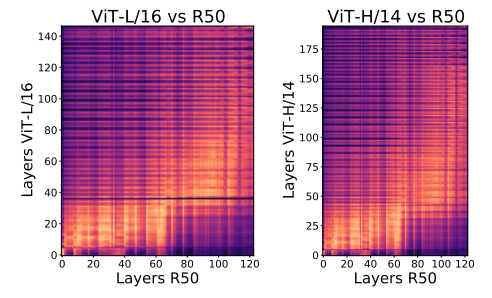 ViT-L/16 vs R50
ViT-H/14 vs R50
Layers ViT-L/16
140
120
100
80
60
40
20
0
0 20 40 60 80 100 120
Layers R50
Layers ViT-H/14
175
150
125
100
75
50
25
0
0 20 40 60 80 100 120
Layers R50